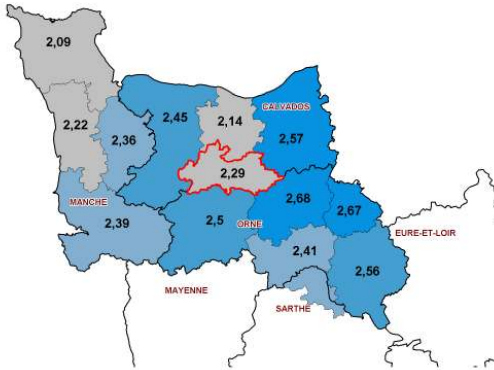 2,09
2,45
2,14
CALVADOS
2,22
2,36
2,57
2,29
MANCHE
2,39
2,5
ORNE
2,68
2,67
EURE-ET-LOIR
2,41
2,56
MAYENNE
SARTHE